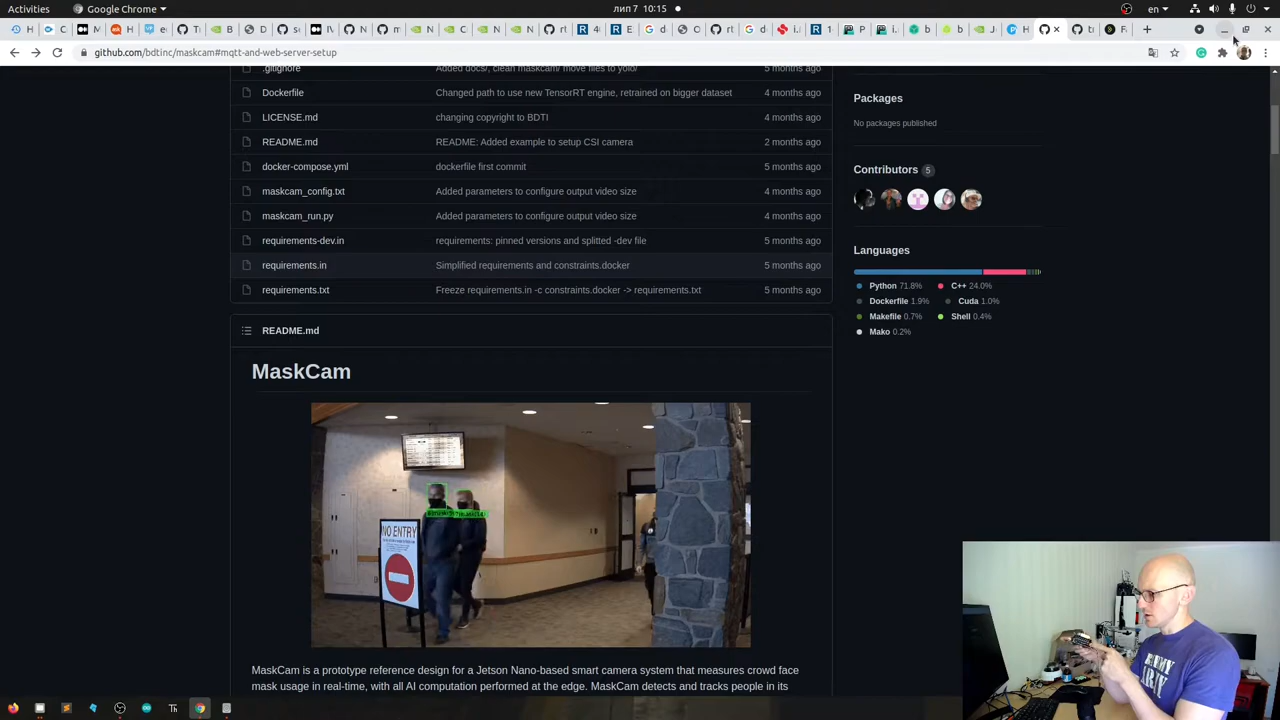 Activities
Google Chrome
лип 7 10:15
en
github.com/bdtinc/maskcam#mqtt-and-web-server-setup
.gitignore
Added docs/, clean maskcam/ move files to yolo/
5 months ago
Dockerfile
Changed path to use new TensorRT engine, retrained on bigger dataset
4 months ago
LICENSE.md
changing copyright to BDTI
4 months ago
README.md
README: Added example to setup CSI camera
2 months ago
docker-compose.yml
dockerfile first commit
5 months ago
maskcam_config.txt
Added parameters to configure output video size
4 months ago
maskcam_run.py
Added parameters to configure output video size
4 months ago
requirements-dev.in
requirements: pinned versions and splitted -dev file
5 months ago
requirements.in
Simplified requirements and constraints.docker
5 months ago
requirements.txt
Freeze requirements.in -c constraints.docker -> requirements.txt
5 months ago
Packages
No packages published
Contributors 5
Languages
Python 71.8%
C++ 24.0%
Dockerfile 1.9%
Cuda 1.0%
Makefile 0.7%
Shell 0.4%
Mako 0.2%
README.md
MaskCam
NO ENTRY
MaskCam is a prototype reference design for a Jetson Nano-based smart camera system that measures crowd face
mask usage in real-time, with all AI computation performed at the edge. MaskCam detects and tracks people in its